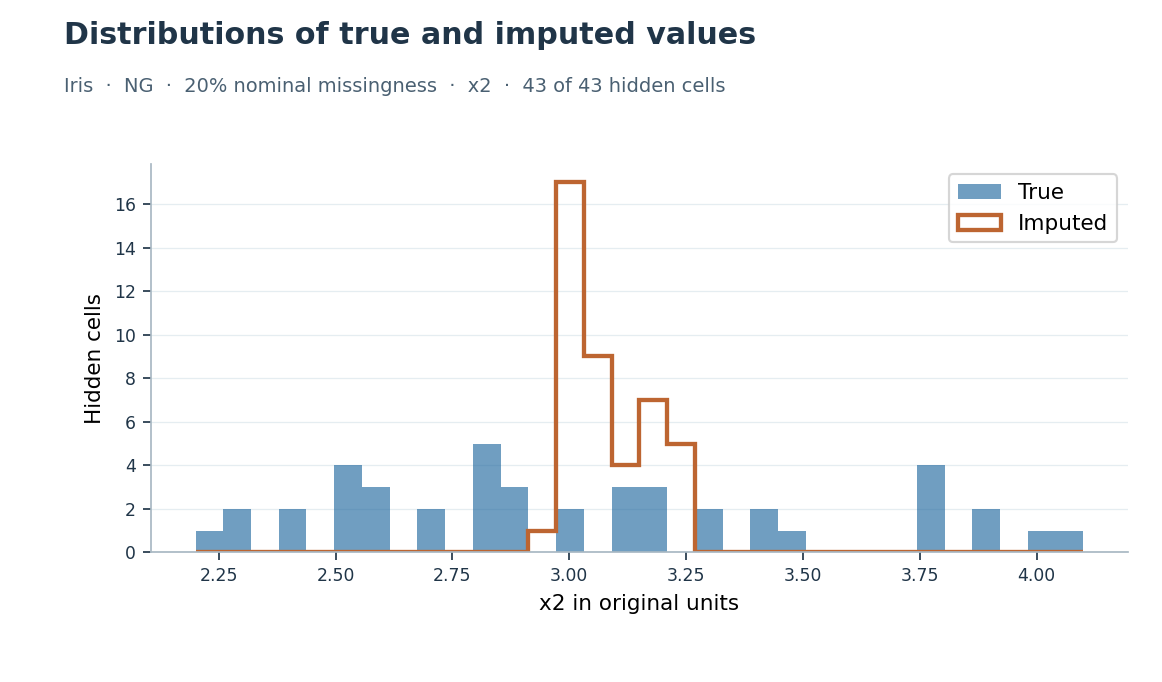 Distributions of true and imputed values
Iris · NG · 20% nominal missingness · x2 · 43 of 43 hidden cells
True
Imputed
Hidden cells
16
14
12
10
8
6
4
2
0
2.25 2.50 2.75 3.00 3.25 3.50 3.75 4.00
x2 in original units